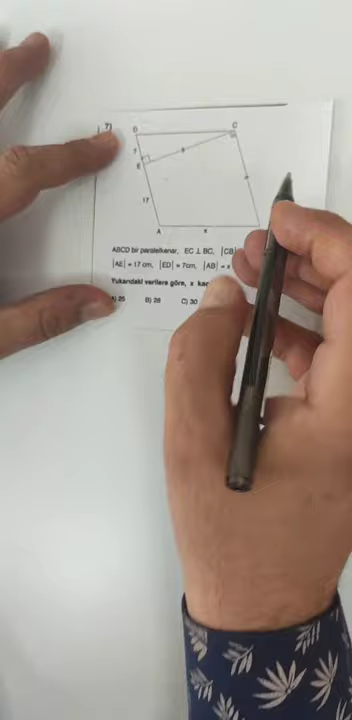 7)
D
C
7
E
17
A
x
ABCD bir paralelkenar, EC ⊥ BC, |CB|
|AE| = 17 cm, |ED| = 7cm, |AB| = x
Yukarıdaki verilere göre, x
A) 25 B) 28 C) 30